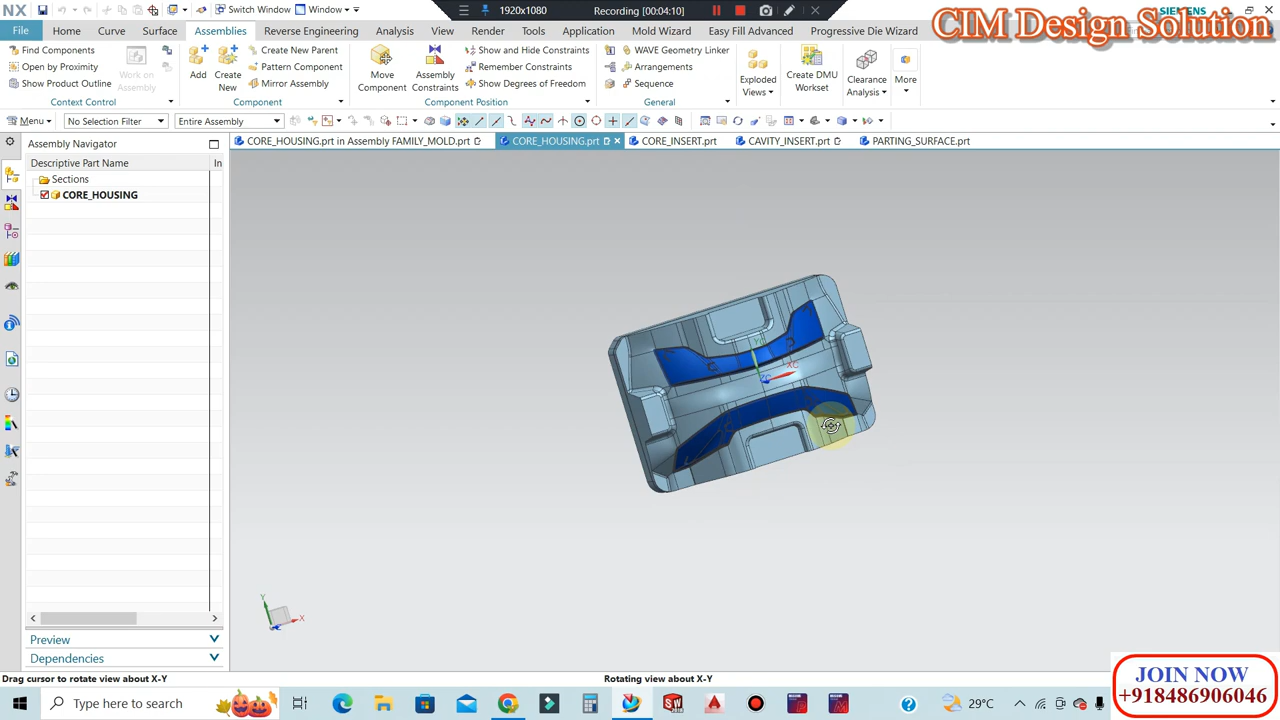 NX
Switch Window
Window
1920x1080
Recording [00:04:10]
SIEMENS
CIM Design Solution
File
Home
Curve
Surface
Assemblies
Reverse Engineering
Analysis
View
Render
Tools
Application
Mold Wizard
Easy Fill Advanced
Progressive Die Wizard
Find Components
Open by Proximity
Show Product Outline
Work on Assembly
Context Control
Add
Create New
Create New Parent
Pattern Component
Mirror Assembly
Component
Move Component
Assembly Constraints
Show and Hide Constraints
Remember Constraints
Show Degrees of Freedom
Component Position
WAVE Geometry Linker
Arrangements
Sequence
General
Exploded Views
Create DMU Workset
Clearance Analysis
More
Menu
No Selection Filter
Entire Assembly
Assembly Navigator
CORE_HOUSING.prt in Assembly FAMILY_MOLD.prt
CORE_HOUSING.prt
CORE_INSERT.prt
CAVITY_INSERT.prt
PARTING_SURFACE.prt
Descriptive Part Name
In
Sections
CORE_HOUSING
YC
XC
ZC
Y
X
Preview
Dependencies
Drag cursor to rotate view about X-Y
Rotating view about X-Y
JOIN NOW
+918486906046
Type here to search
29°C